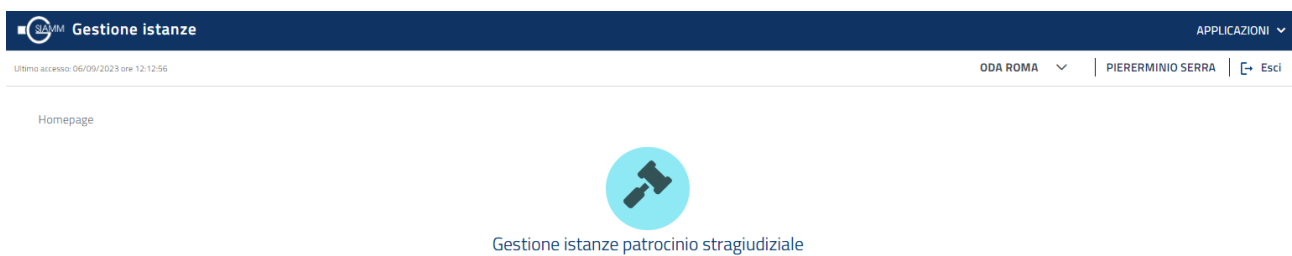 SIAMM Gestione istanze APPLICAZIONI
Ultimo accesso: 06/09/2023 ore 12:12:56 ODA ROMA PIERERMINIO SERRA Esci
Homepage
Gestione istanze patrocinio stragiudiziale